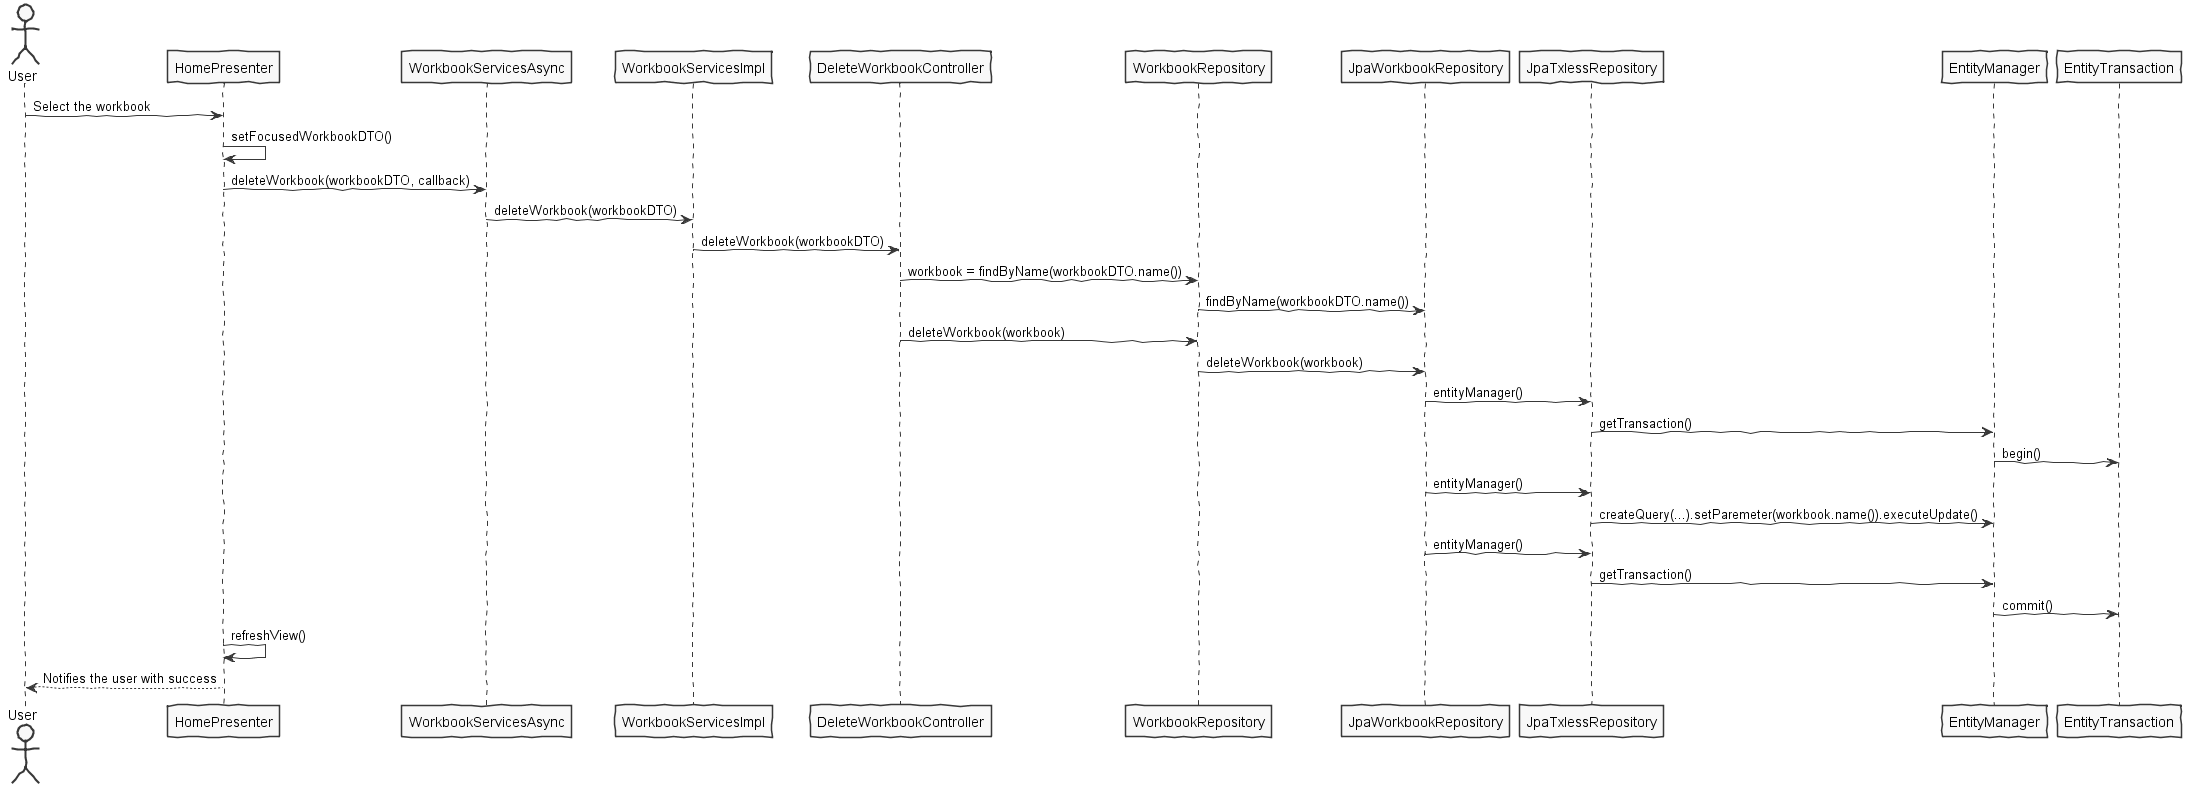 User
HomePresenter
WorkbookServicesAsync
WorkbookServicesImpl
DeleteWorkbookController
WorkbookRepository
JpaWorkbookRepository
JpaTxlessRepository
EntityManager
EntityTransaction
Select the workbook
setFocusedWorkbookDTO()
deleteWorkbook(workbookDTO, callback)
deleteWorkbook(workbookDTO)
deleteWorkbook(workbookDTO)
workbook = findByName(workbookDTO.name())
findByName(workbookDTO.name())
deleteWorkbook(workbook)
deleteWorkbook(workbook)
entityManager()
getTransaction()
begin()
entityManager()
createQuery(...).setParemeter(workbook.name()).executeUpdate()
entityManager()
getTransaction()
commit()
refreshView()
Notifies the user with success
User
HomePresenter
WorkbookServicesAsync
WorkbookServicesImpl
DeleteWorkbookController
WorkbookRepository
JpaWorkbookRepository
JpaTxlessRepository
EntityManager
EntityTransaction